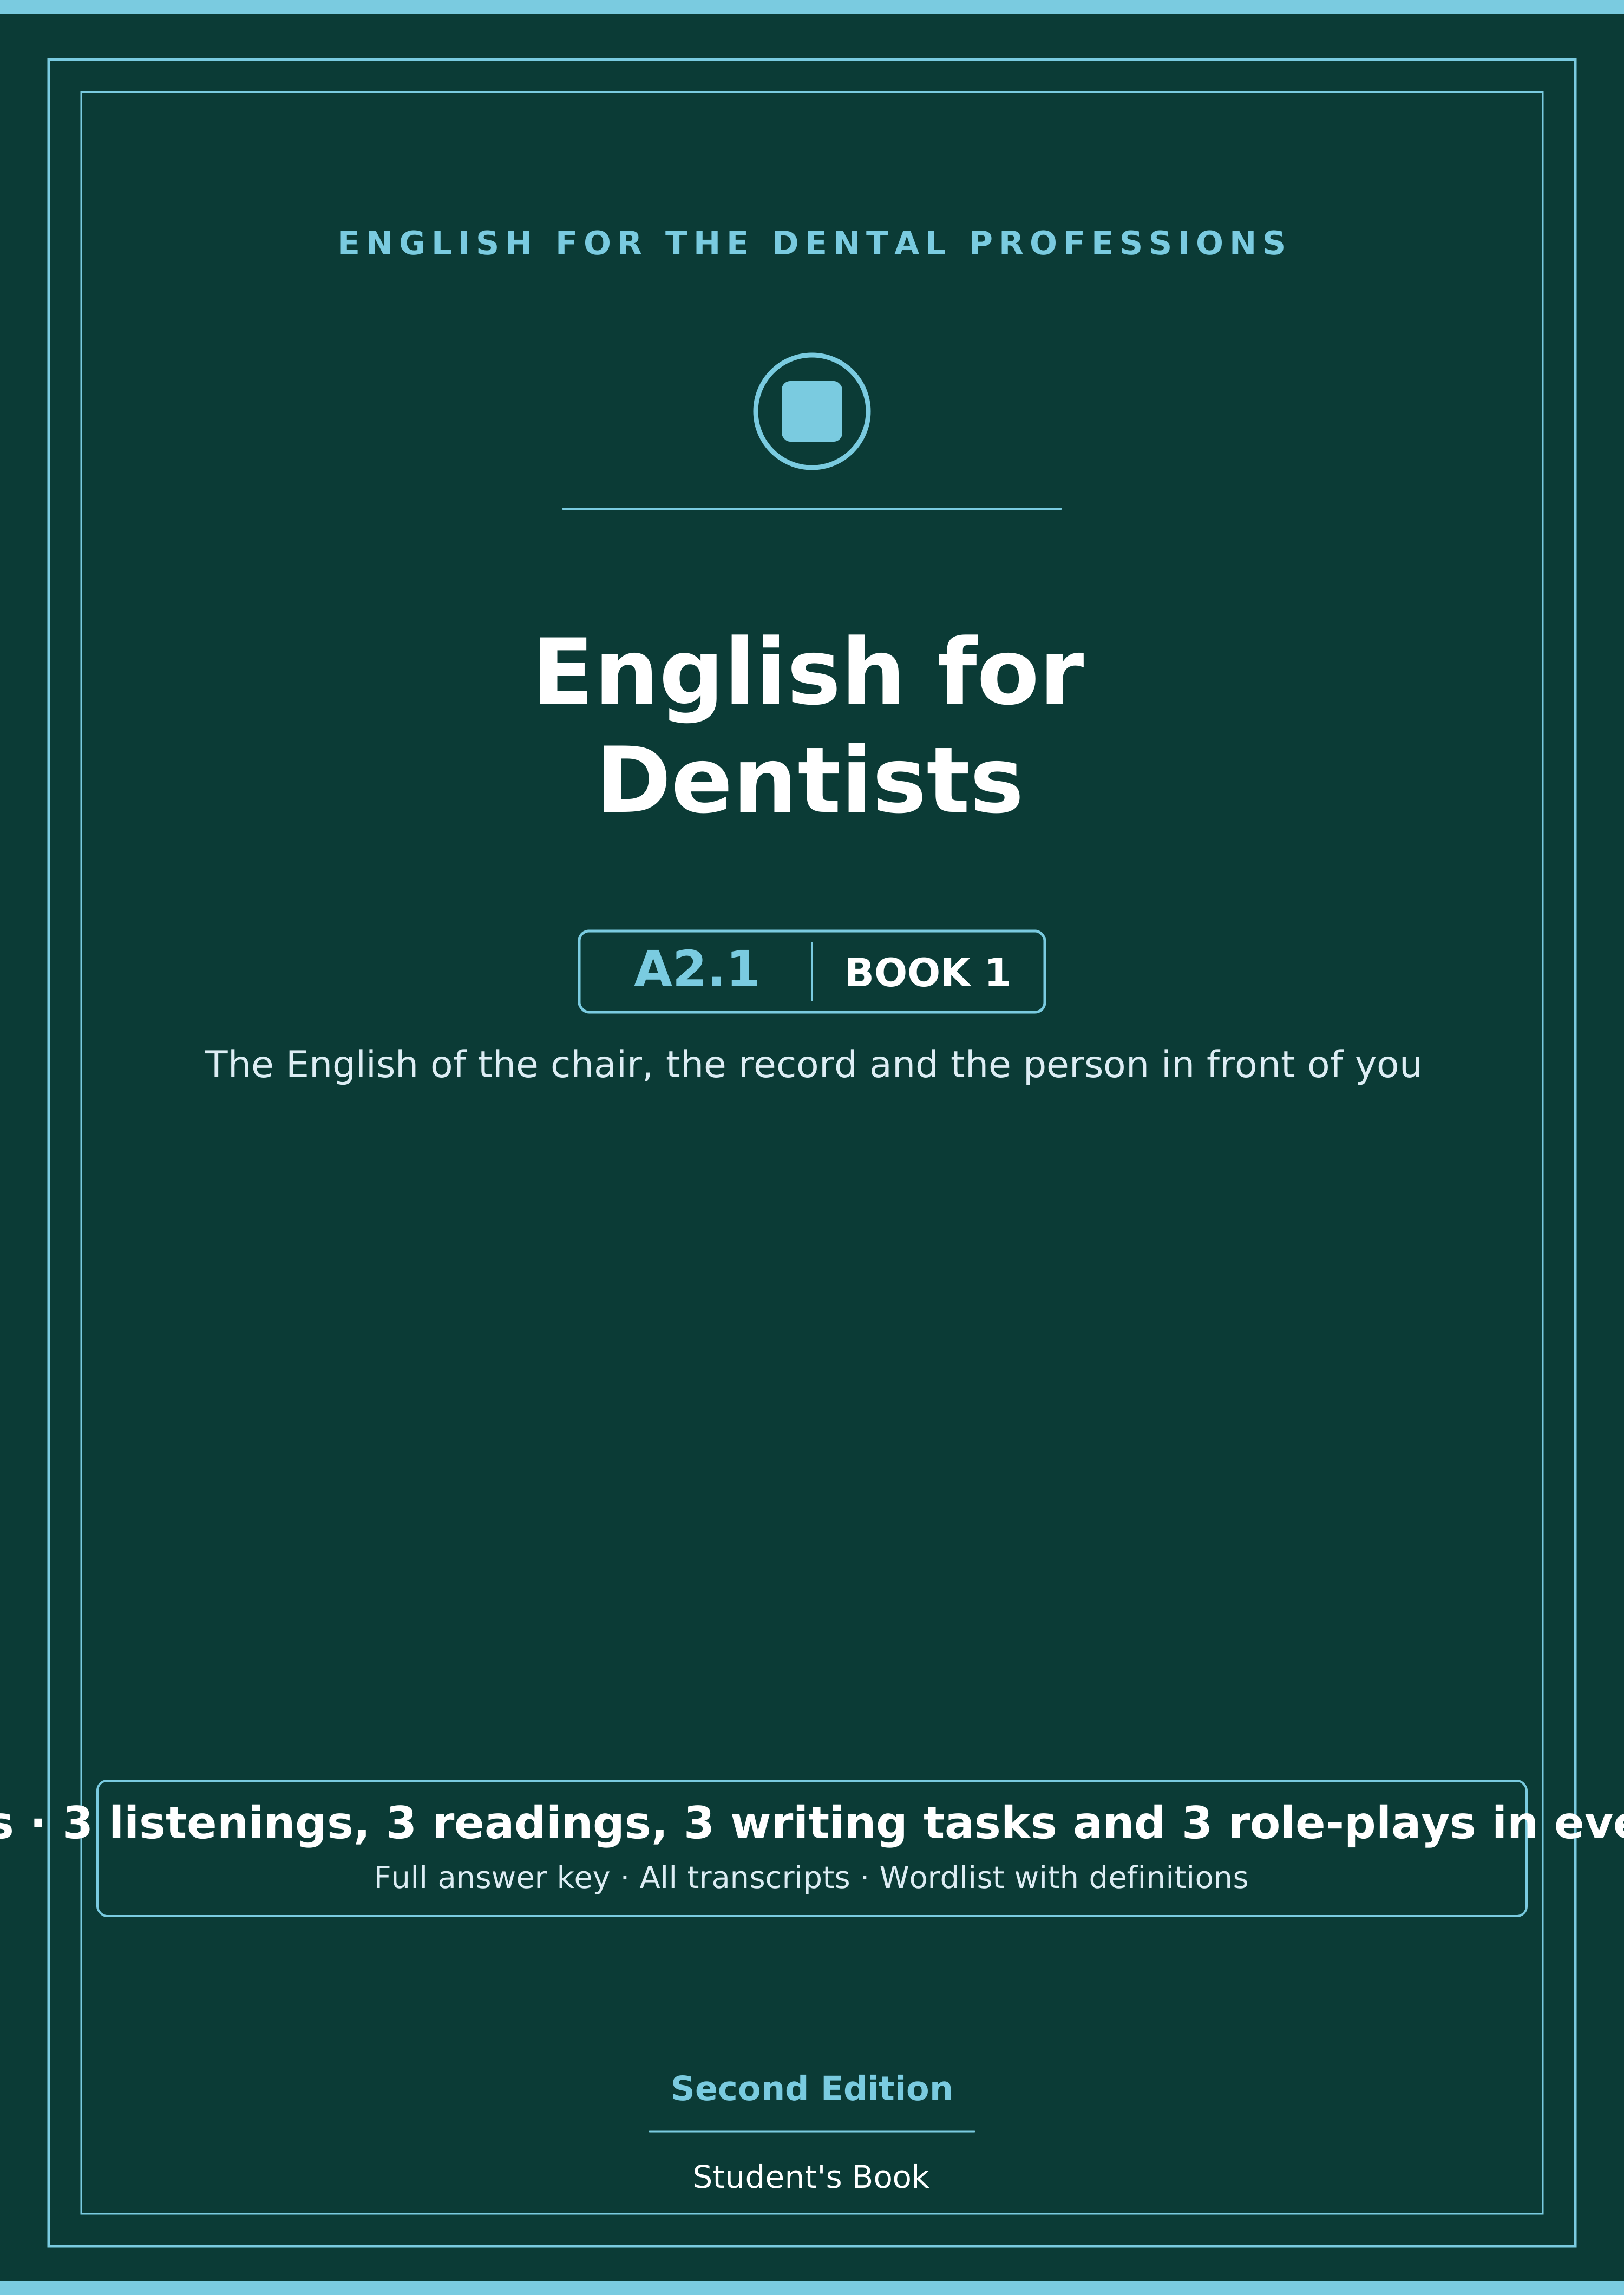 ENGLISH FOR THE DENTAL PROFESSIONS
English for
Dentists
A2.1 BOOK 1
The English of the chair, the record and the person in front of you
· 3 listenings, 3 readings, 3 writing tasks and 3 role-plays in
Full answer key · All transcripts · Wordlist with definitions
Second Edition
Student's Book